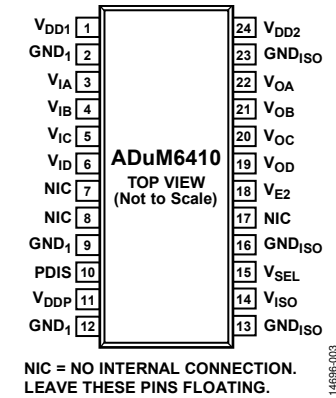 VDD1 1 24 VDD2
GND1 2 23 GNDISO
VIA 3 22 VOA
VIB 4 21 VOB
VIC 5 20 VOC
VID 6 19 VOD
ADuM6410
TOP VIEW
(Not to Scale)
NIC 7 18 VE2
NIC 8 17 NIC
GND1 9 16 GNDISO
PDIS 10 15 VSEL
VDDP 11 14 VISO
GND1 12 13 GNDISO
NIC = NO INTERNAL CONNECTION.
LEAVE THESE PINS FLOATING.
14696-003